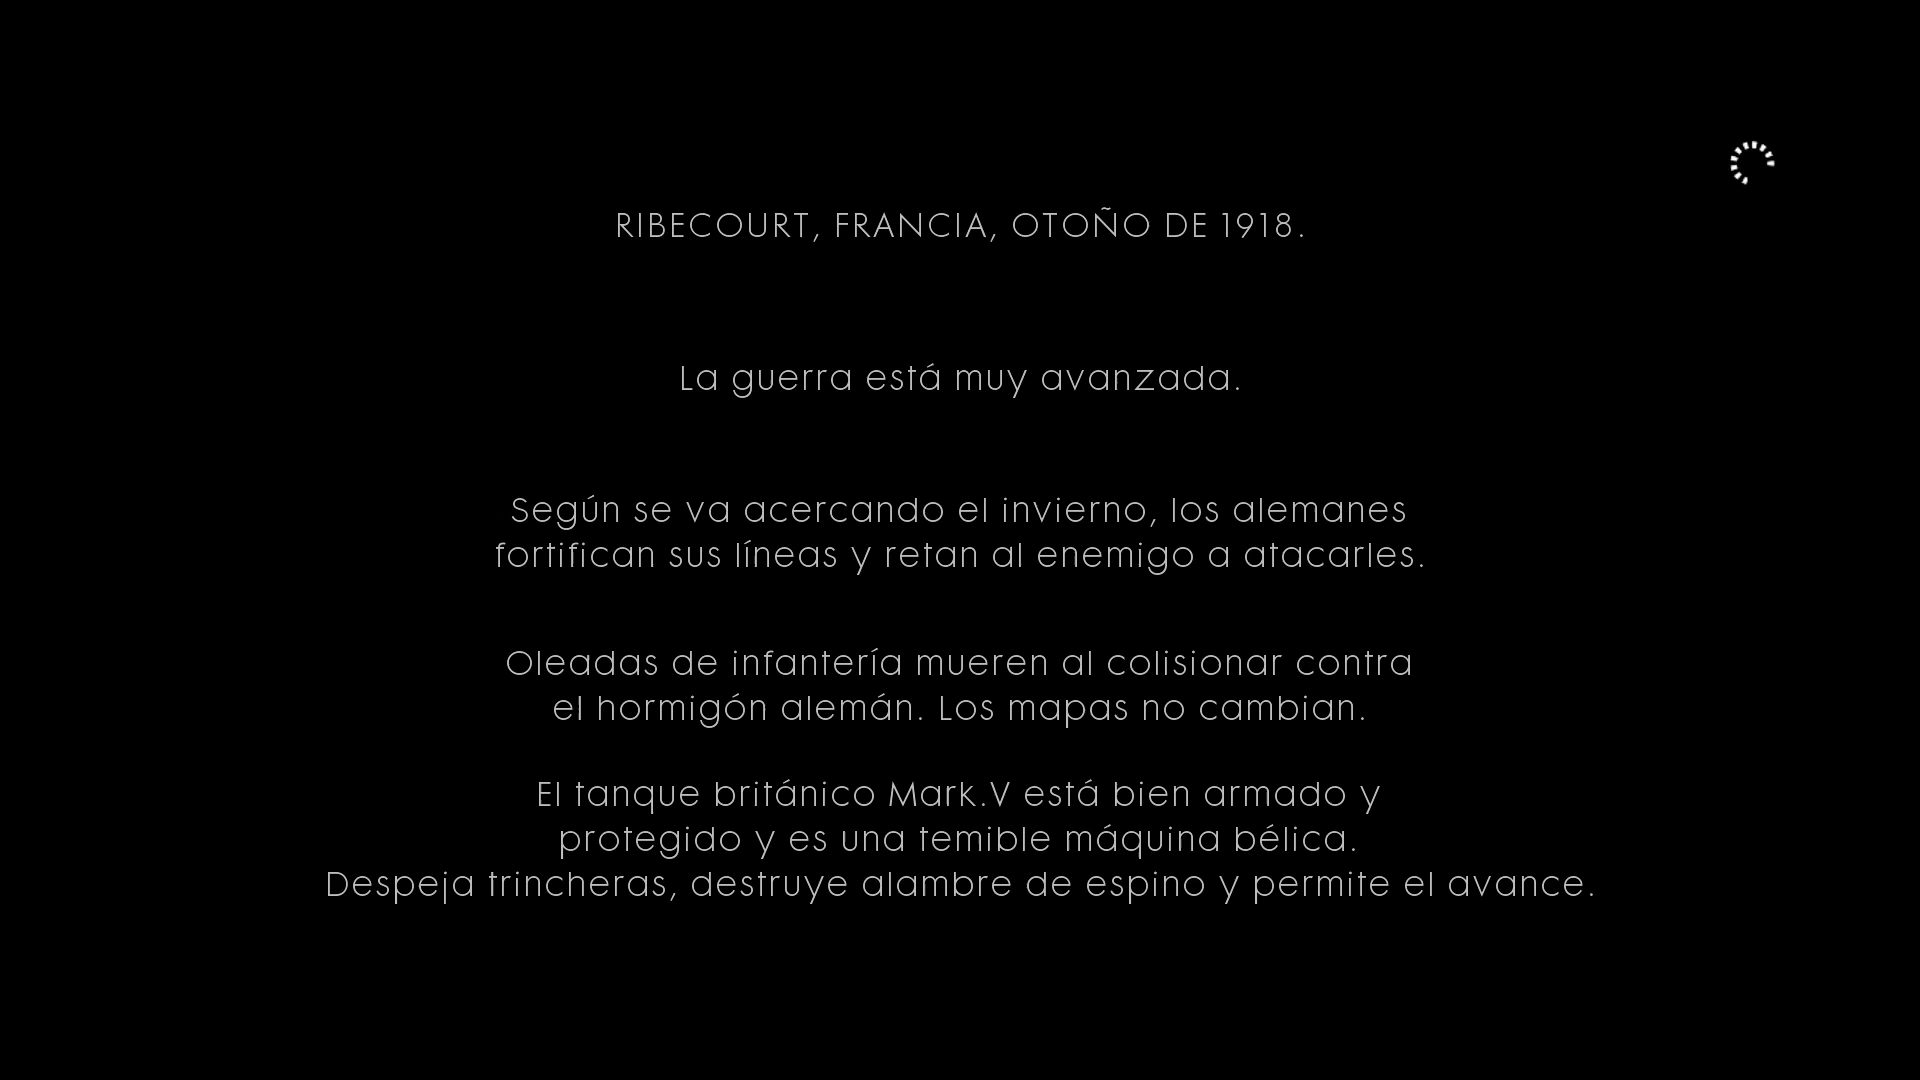 RIBECOURT, FRANCIA, OTOÑO DE 1918.
La guerra está muy avanzada.
Según se va acercando el invierno, los alemanes
fortifican sus líneas y retan al enemigo a atacarles.
Oleadas de infantería mueren al colisionar contra
el hormigón alemán. Los mapas no cambian.
El tanque británico Mark.V está bien armado y
protegido y es una temible máquina bélica.
Despeja trincheras, destruye alambre de espino y permite el avance.